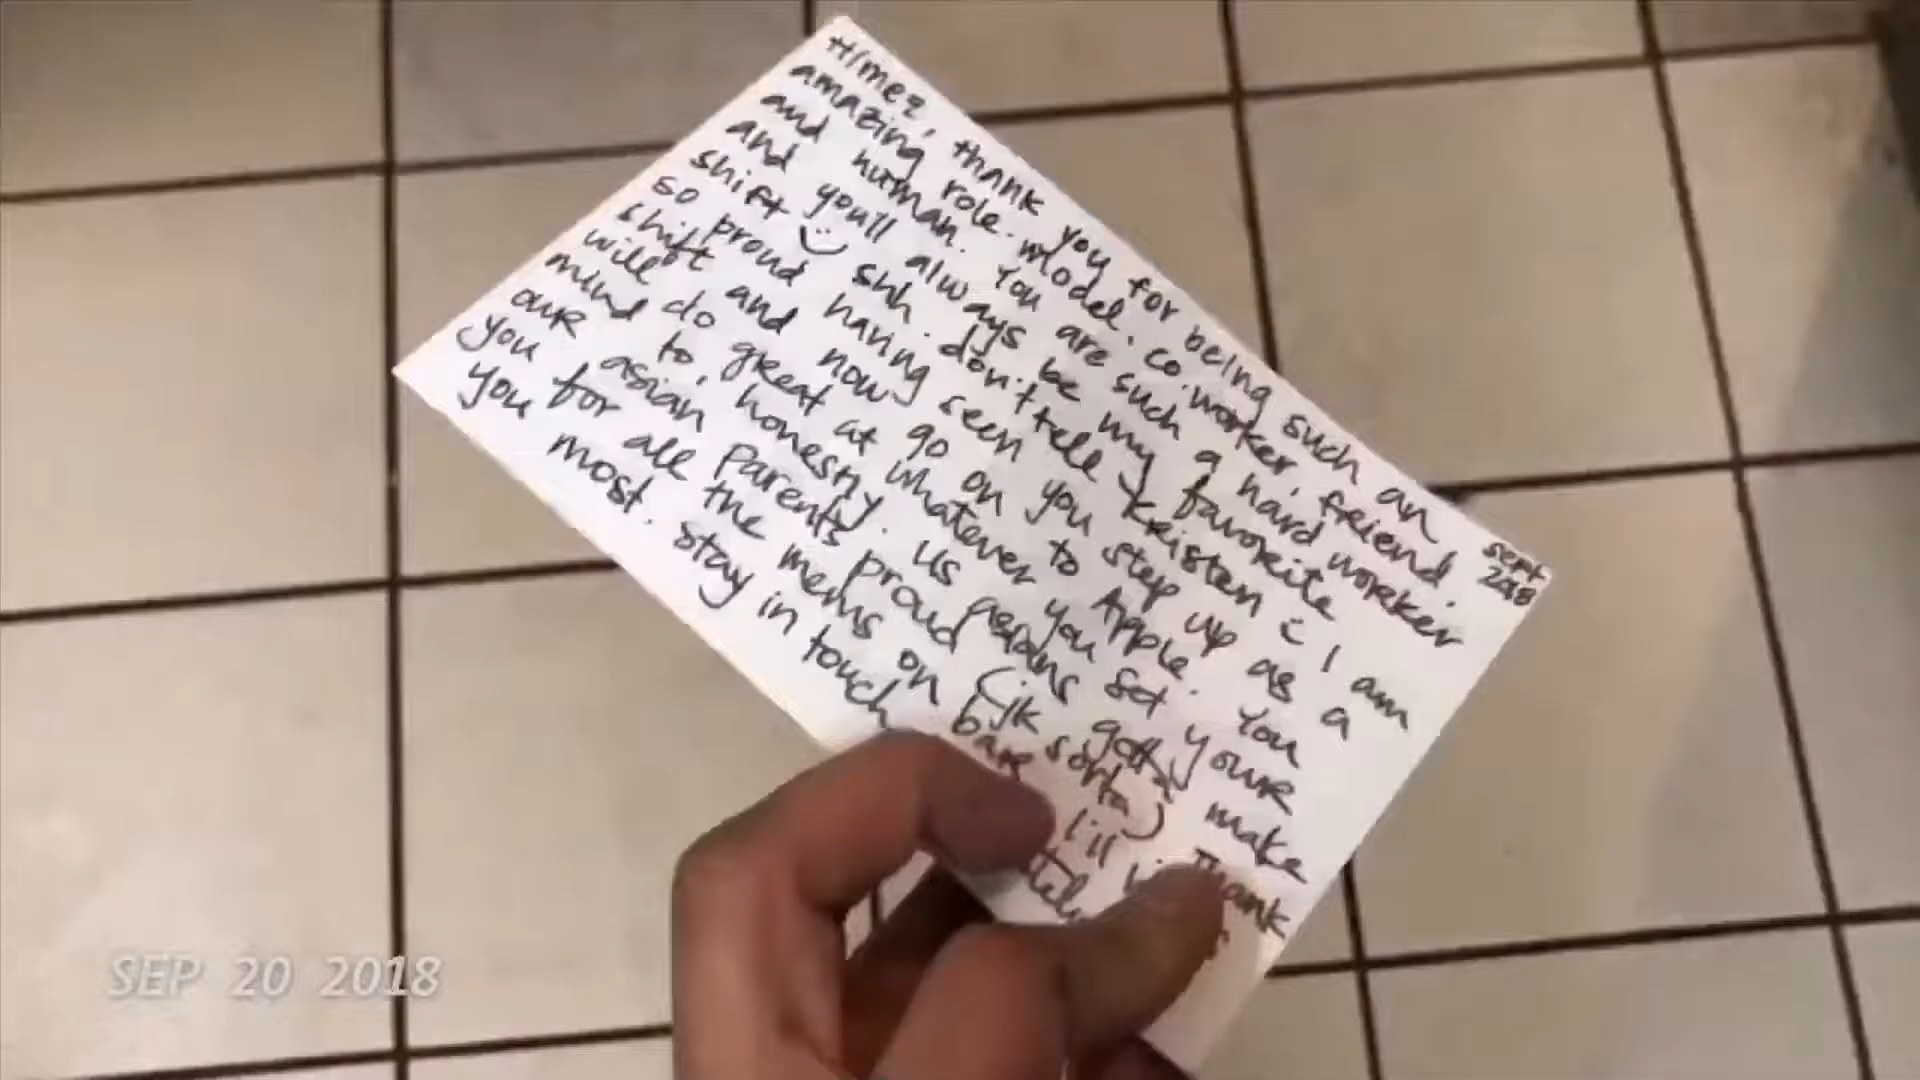 Himez, thank you for being such an
amazing role.model.co.worker, friend
and human. You are such a hard worker.
and you'll always be my favorite
shift :) shh. don't tell Kristen :) I am
so proud having seen you step up as a
shift and now go on to Apple. You
will do great at whatever you set your
mind to, honestly. Us gotta make
our asian parents proud (jk sorta) Thank
you for all the mems on bare
you most. stay in touch
I'll
sept
2018
SEP 20 2018